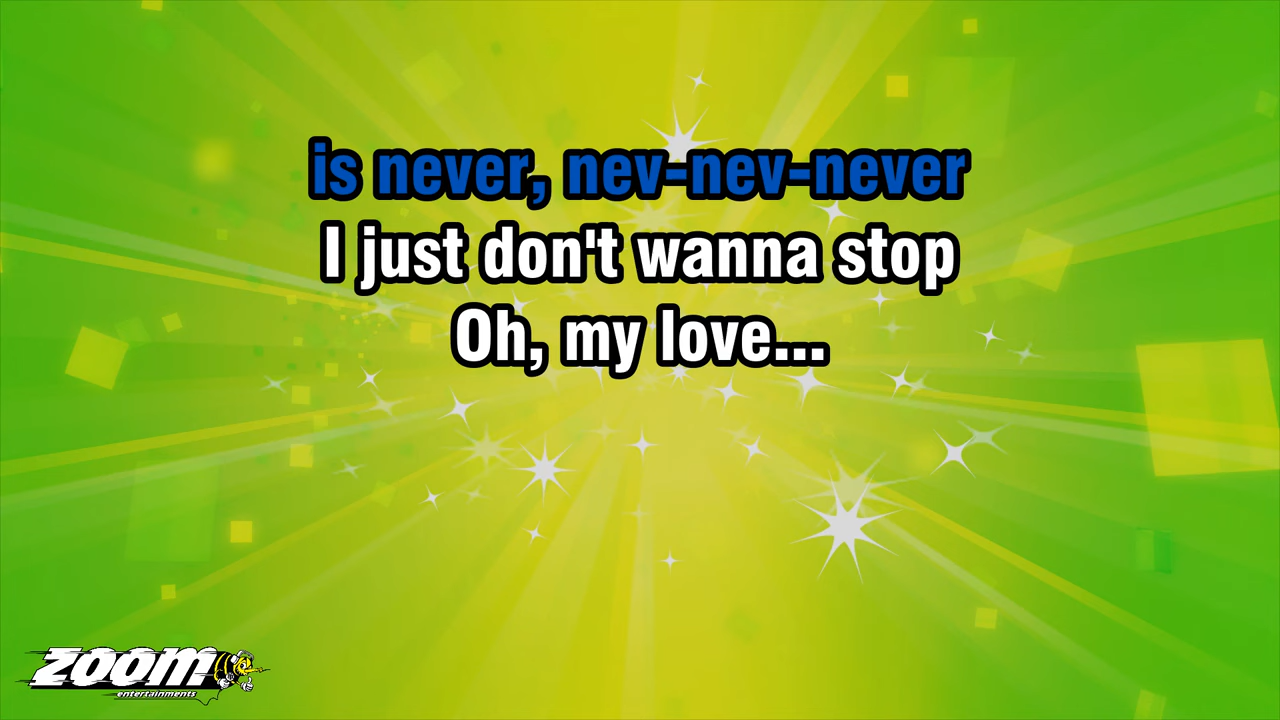 is never, nev-nev-never
I just don't wanna stop
Oh, my love...
zoom
entertainments